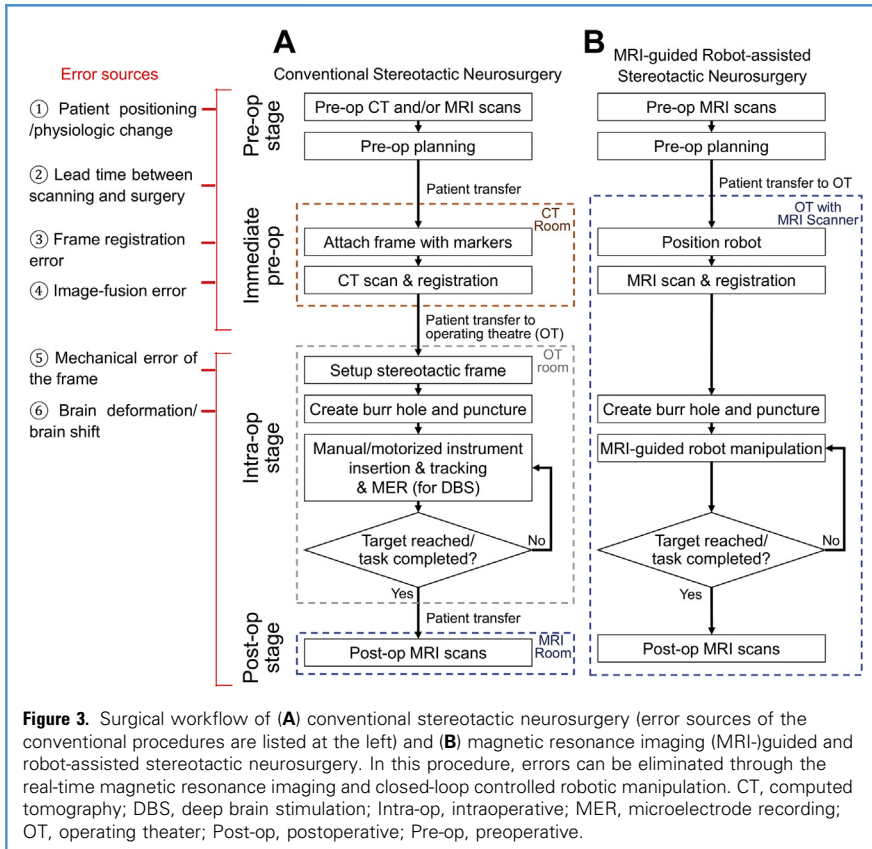 A
Conventional Stereotactic Neurosurgery
B
MRI-guided Robot-assisted
Stereotactic Neurosurgery
Error sources
① Patient positioning
/physiologic change
② Lead time between
scanning and surgery
③ Frame registration
error
④ Image-fusion error
⑤ Mechanical error of
the frame
⑥ Brain deformation/
brain shift
Pre-op
stage
Immediate
pre-op
Intra-op
stage
Post-op
stage
Pre-op CT and/or MRI scans
Pre-op planning
Patient transfer
CT
Room
Attach frame with markers
CT scan & registration
Patient transfer to
operating theatre (OT)
OT
room
Setup stereotactic frame
Create burr hole and puncture
Manual/motorized instrument
insertion & tracking
& MER (for DBS)
Target reached/
task completed?
No
Yes
Patient transfer
MRI
Room
Post-op MRI scans
Pre-op MRI scans
Pre-op planning
Patient transfer to OT
OT with
MRI Scanner
Position robot
MRI scan & registration
Create burr hole and puncture
MRI-guided robot manipulation
Target reached/
task completed?
No
Yes
Post-op MRI scans
Figure 3. Surgical workflow of (A) conventional stereotactic neurosurgery (error sources of the
conventional procedures are listed at the left) and (B) magnetic resonance imaging (MRI-)guided and
robot-assisted stereotactic neurosurgery. In this procedure, errors can be eliminated through the
real-time magnetic resonance imaging and closed-loop controlled robotic manipulation. CT, computed
tomography; DBS, deep brain stimulation; Intra-op, intraoperative; MER, microelectrode recording;
OT, operating theater; Post-op, postoperative; Pre-op, preoperative.